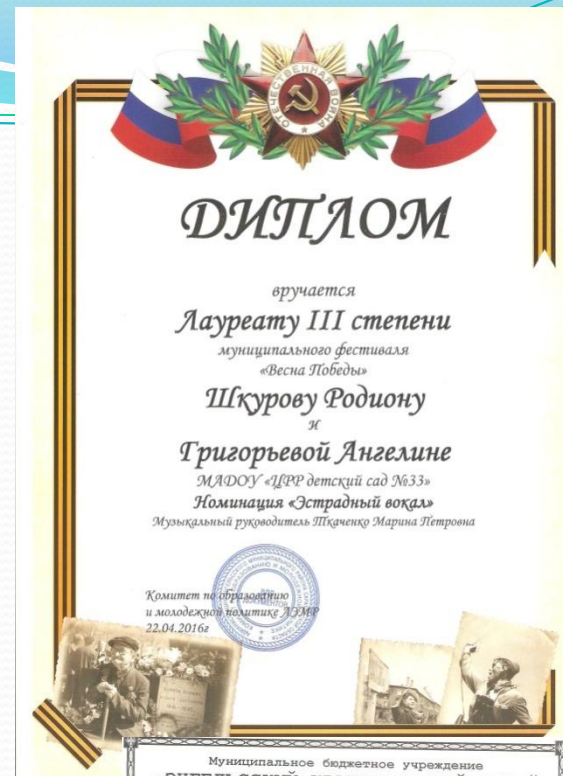 ОТЕЧЕСТВЕННАЯ ВОЙНА
ДИПЛОМ
вручается
Лауреату III степени
муниципального фестиваля
«Весна Победы»
Шкурову Родиону
и
Григорьевой Ангелине
МАДОУ «ЦРР детский сад №33»
Номинация «Эстрадный вокал»
Музыкальный руководитель Ткаченко Марина Петровна
Комитет по образованию
и молодежной политике ЛЭМР
22.04.2016г
ДЛЯ
ДОКУМЕНТОВ
Муниципальное бюджетное учреждение